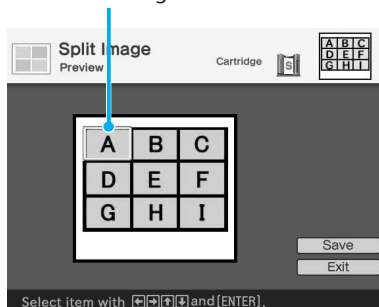 Split Image
Preview
Cartridge
S
A B C
D E F
G H I
A B C
D E F
G H I
Save
Exit
Select item with ←→↑↓ and [ENTER].